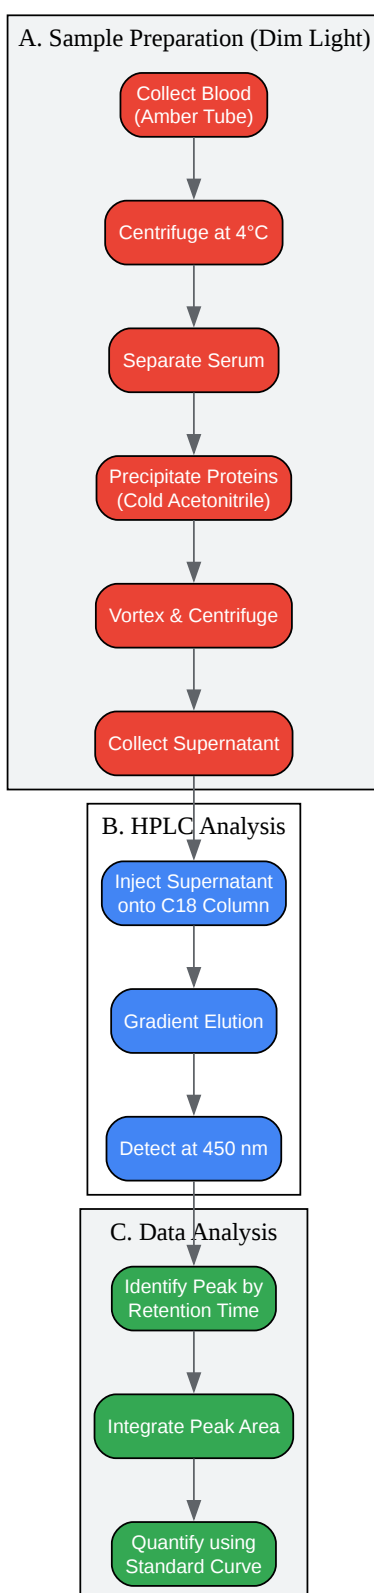 A. Sample Preparation (Dim Light)
Collect Blood
(Amber Tube)
Centrifuge at 4°C
Separate Serum
Precipitate Proteins
(Cold Acetonitrile)
Vortex & Centrifuge
Collect Supernatant
B. HPLC Analysis
Inject Supernatant
onto C18 Column
Gradient Elution
Detect at 450 nm
C. Data Analysis
Identify Peak by
Retention Time
Integrate Peak Area
Quantify using
Standard Curve